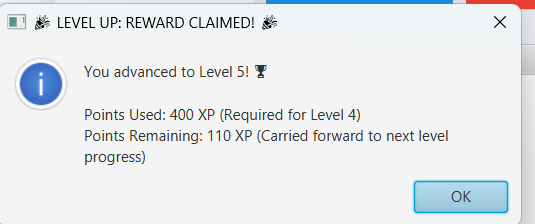 🎉 LEVEL UP: REWARD CLAIMED! 🎉
You advanced to Level 5! 🏆
Points Used: 400 XP (Required for Level 4)
Points Remaining: 110 XP (Carried forward to next level
progress)
OK